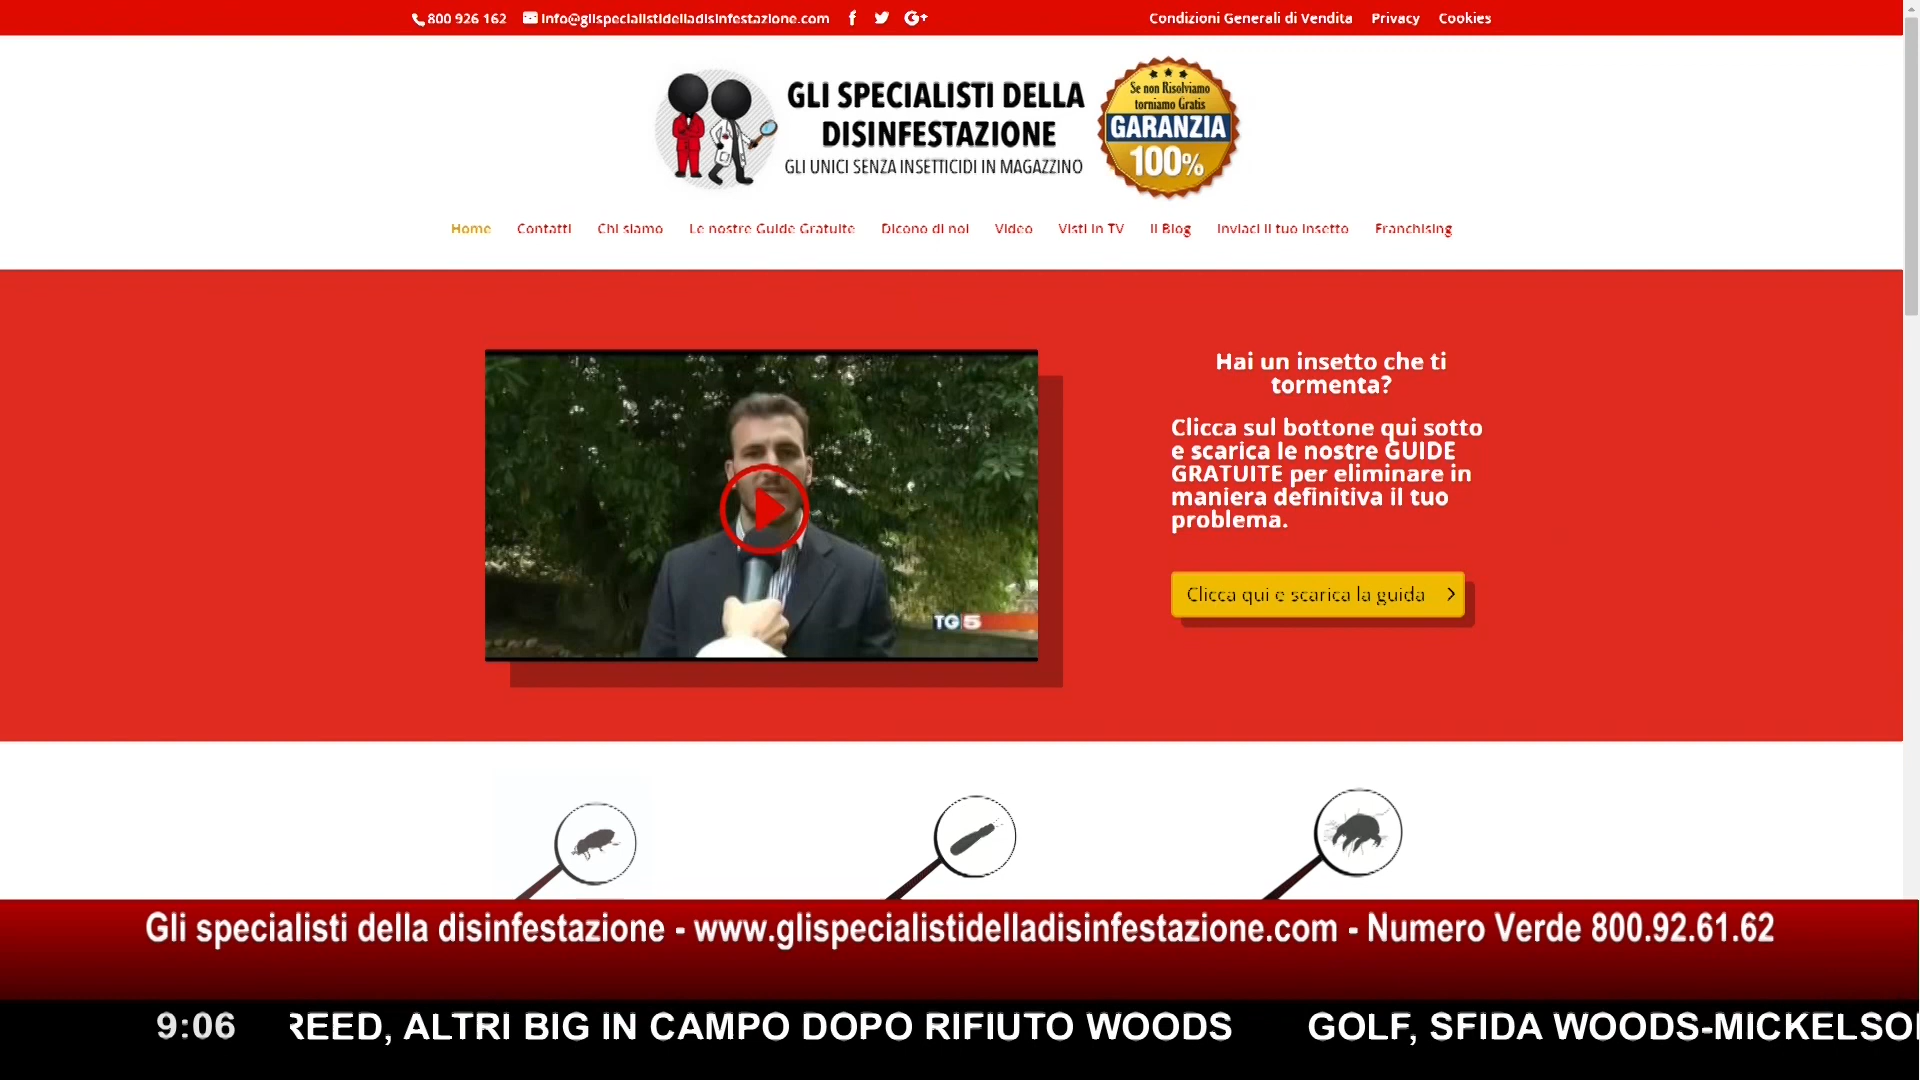 800 926 162
info@glispecialistidelladisinfestazione.com
Condizioni Generali di Vendita
Privacy
Cookies
GLI SPECIALISTI DELLA
DISINFESTAZIONE
GLI UNICI SENZA INSETTICIDI IN MAGAZZINO
Se non Risolviamo
torniamo Gratis
GARANZIA
100%
Home
Contatti
Chi siamo
Le nostre Guide Gratuite
Dicono di noi
Video
Visti in TV
Il Blog
Inviaci il tuo insetto
Franchising
Hai un insetto che ti
tormenta?
Clicca sul bottone qui sotto
e scarica le nostre GUIDE
GRATUITE per eliminare in
maniera definitiva il tuo
problema.
Clicca qui e scarica la guida
TG5
Gli specialisti della disinfestazione - www.glispecialistidelladisinfestazione.com - Numero Verde 800.92.61.62
9:06
REED, ALTRI BIG IN CAMPO DOPO RIFIUTO WOODS
GOLF, SFIDA WOODS-MICKELSO